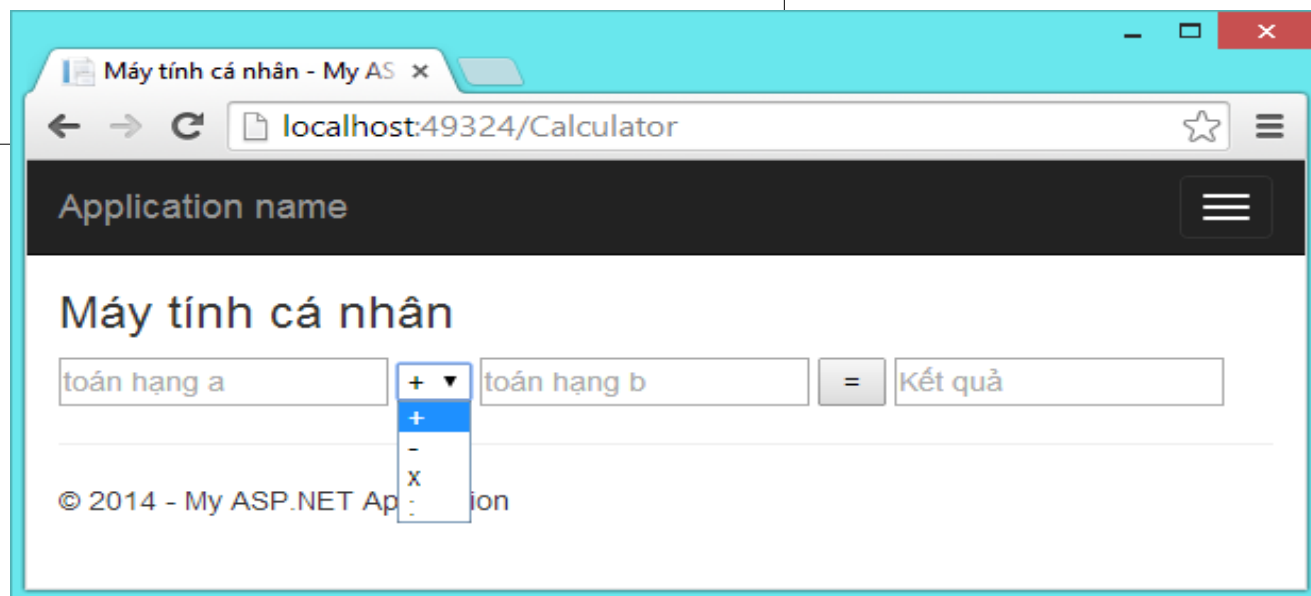 Máy tính cá nhân - My AS ×
localhost:49324/Calculator
Application name
Máy tính cá nhân
toán hạng a + ▼ toán hạng b = Kết quả
+
-
x
:
© 2014 - My ASP.NET Ap ion